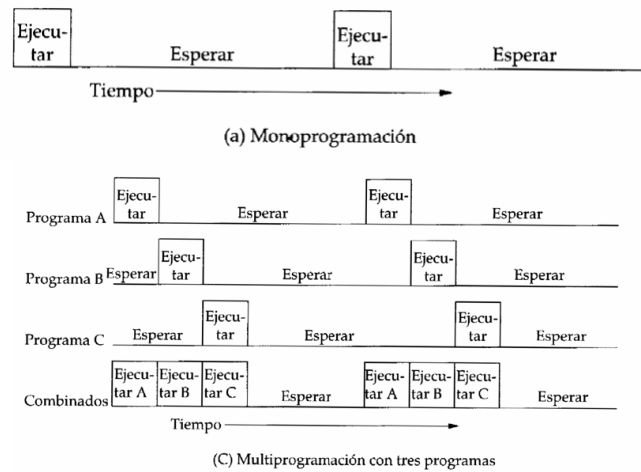 Ejecu-
tar
Esperar
Ejecu-
tar
Esperar
Tiempo
(a) Monoprogramación
Programa A
Ejecu-
tar
Esperar
Ejecu-
tar
Esperar
Programa B
Esperar
Ejecu-
tar
Esperar
Ejecu-
tar
Esperar
Programa C
Esperar
Ejecu-
tar
Esperar
Ejecu-
tar
Esperar
Combinados
Ejecu-
tar A
Ejecu-
tar B
Ejecu-
tar C
Esperar
Ejecu-
tar A
Ejecu-
tar B
Ejecu-
tar C
Esperar
Tiempo
(C) Multiprogramación con tres programas